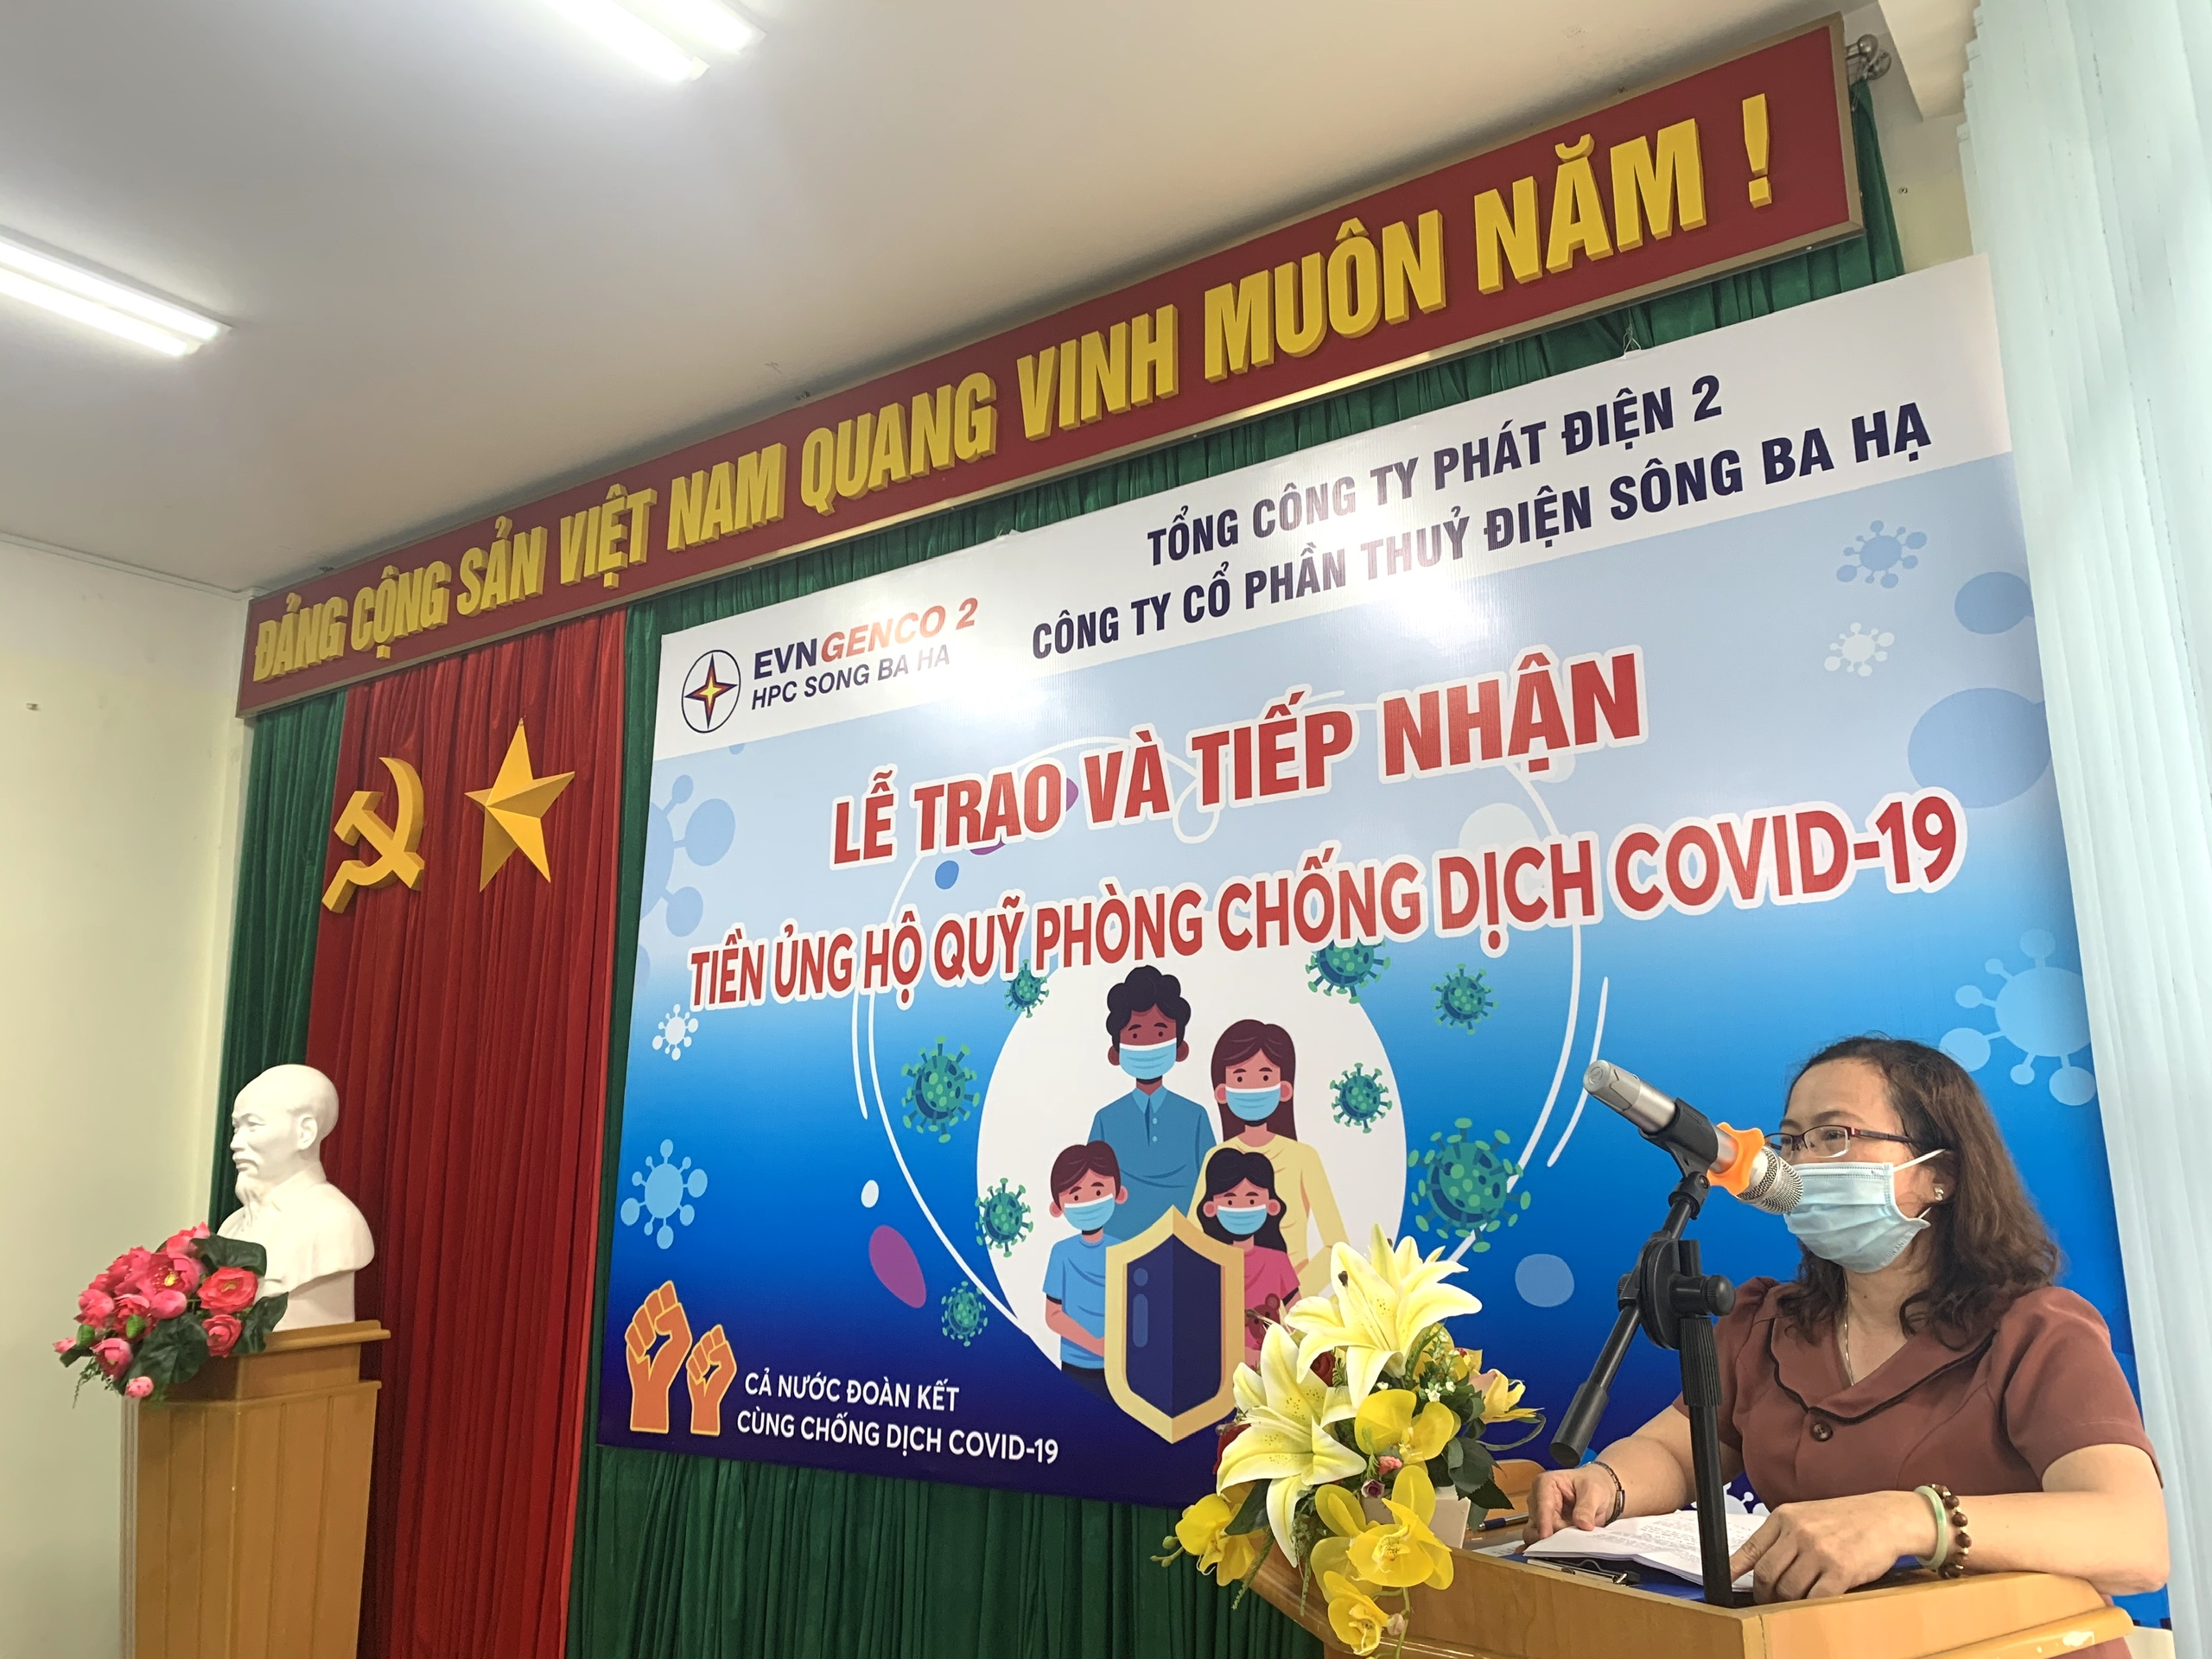 ĐẢNG CỘNG SẢN VIỆT NAM QUANG VINH MUÔN NĂM !
TỔNG CÔNG TY PHÁT ĐIỆN 2
CÔNG TY CỔ PHẦN THUỶ ĐIỆN SÔNG BA HẠ
EVNGENCO 2
HPC SONG BA HA
LỄ TRAO VÀ TIẾP NHẬN
TIỀN ỦNG HỘ QUỸ PHÒNG CHỐNG DỊCH COVID-19
CẢ NƯỚC ĐOÀN KẾT
CÙNG CHỐNG DỊCH COVID-19